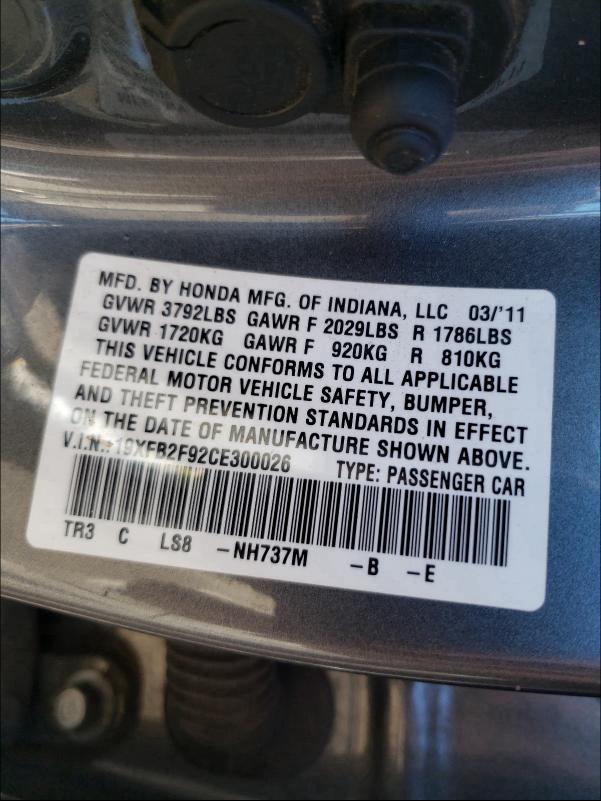 MFD. BY HONDA MFG. OF INDIANA, LLC 03/'11
GVWR 3792LBS GAWR F 2029LBS R 1786LBS
GVWR 1720KG GAWR F 920KG R 810KG
THIS VEHICLE CONFORMS TO ALL APPLICABLE
FEDERAL MOTOR VEHICLE SAFETY, BUMPER,
AND THEFT PREVENTION STANDARDS IN EFFECT
ON THE DATE OF MANUFACTURE SHOWN ABOVE.
V.I.N.: 19XFB2F92CE300026 TYPE: PASSENGER CAR
TR3 C LS8 -NH737M -B -E